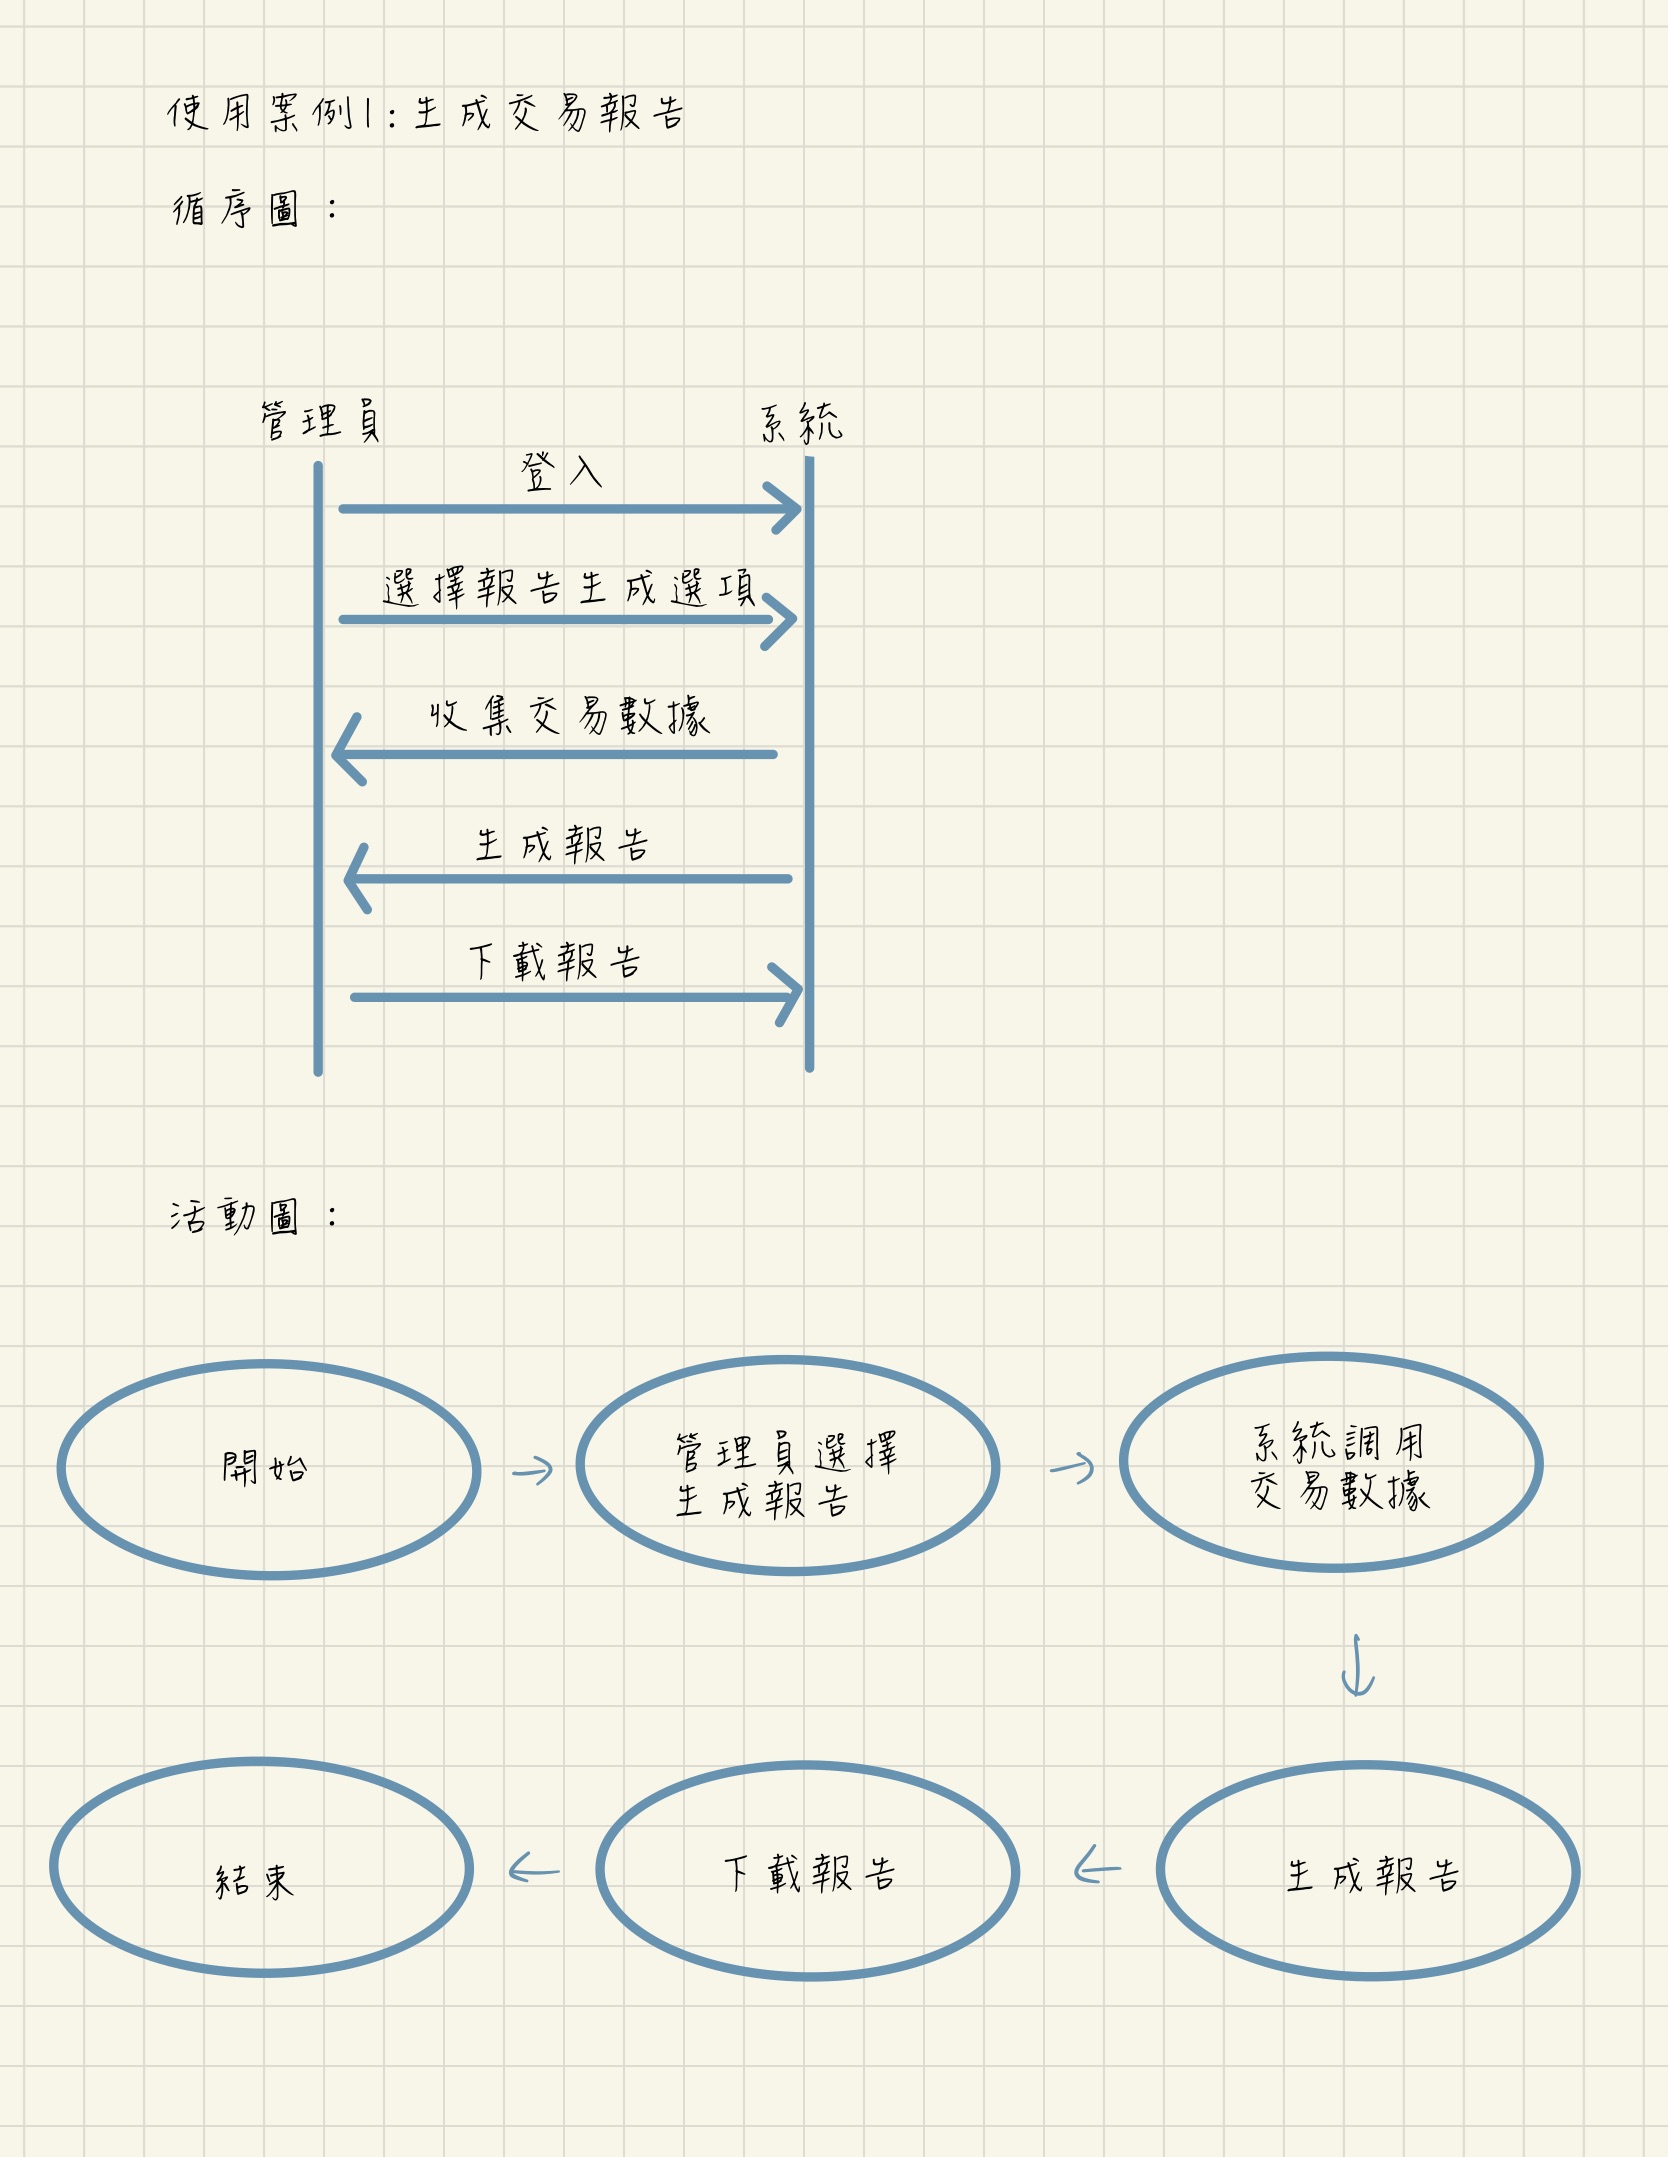 使用案例1:生成交易報告
循序圖：
管理員
系統
登入
選擇報告生成選項
收集交易數據
生成報告
下載報告
活動圖：
開始
管理員選擇
生成報告
系統調用
交易數據
生成報告
下載報告
結束